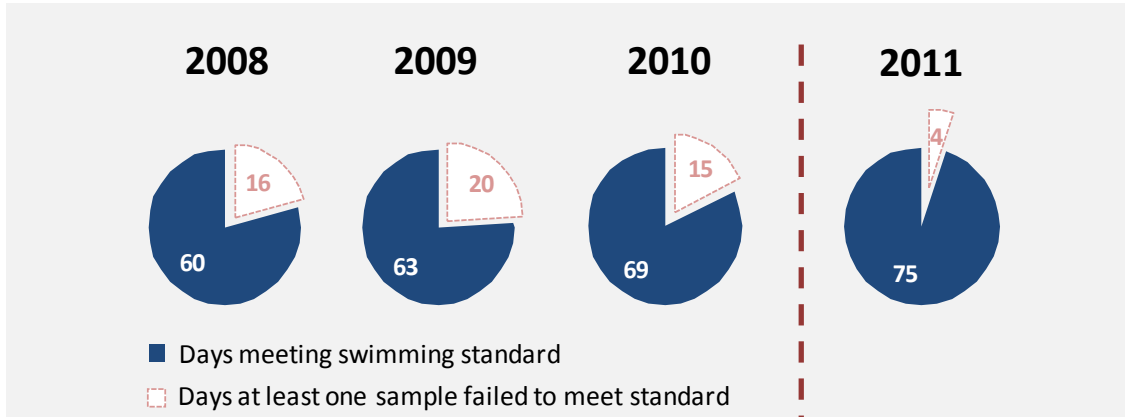 2008 2009 2010 2011
16 20 15 4
60 63 69 75
Days meeting swimming standard
Days at least one sample failed to meet standard